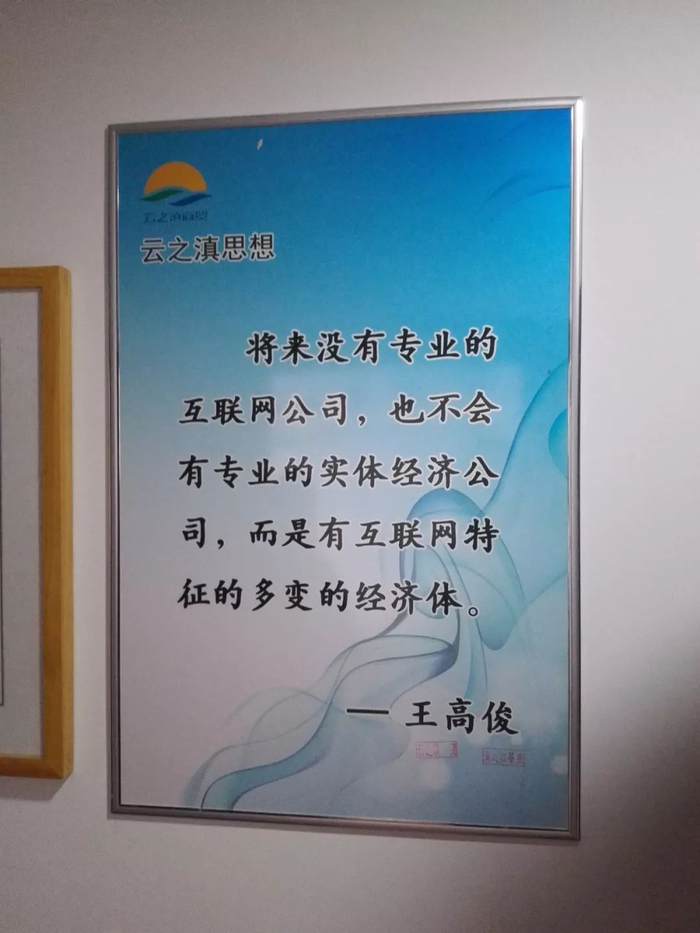 云之滇思想
将来没有专业的
互联网公司，也不会
有专业的实体经济公
司，而是有互联网特
征的多变的经济体。
— 王高俊